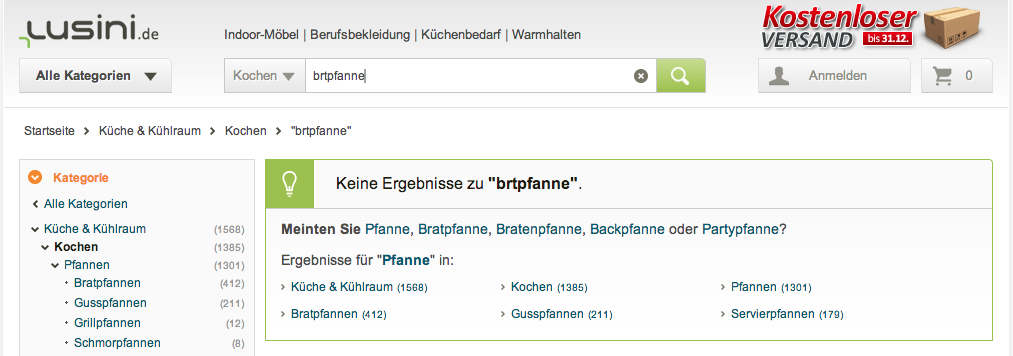 Lusini.de
Indoor-Möbel | Berufsbekleidung | Küchenbedarf | Warmhalten
Kostenloser
VERSAND bis 31.12.
Alle Kategorien
Kochen
brtpfanne
Anmelden
0
Startseite > Küche & Kühlraum > Kochen > "brtpfanne"
Kategorie
Alle Kategorien
Küche & Kühlraum (1568)
Kochen (1385)
Pfannen (1301)
Bratpfannen (412)
Gusspfannen (211)
Grillpfannen (12)
Schmorpfannen (8)
Keine Ergebnisse zu "brtpfanne".
Meinten Sie Pfanne, Bratpfanne, Bratenpfanne, Backpfanne oder Partypfanne?
Ergebnisse für "Pfanne" in:
Küche & Kühlraum (1568) Kochen (1385) Pfannen (1301)
Bratpfannen (412) Gusspfannen (211) Servierpfannen (179)